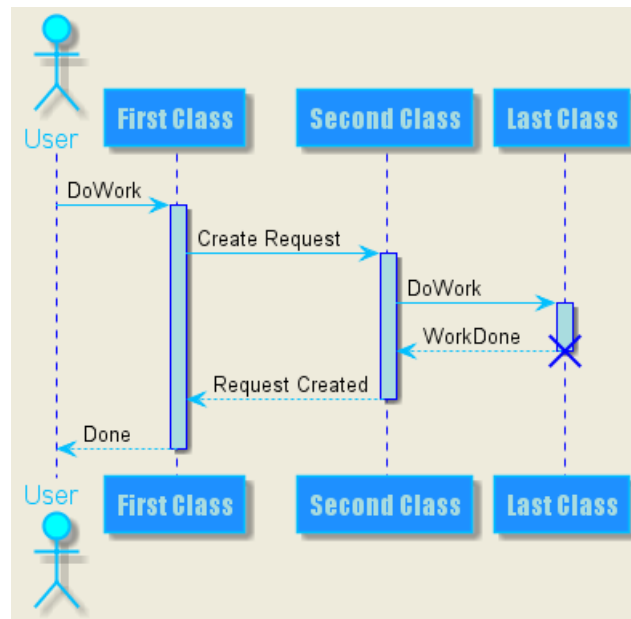 User
First Class
Second Class
Last Class
DoWork
Create Request
DoWork
WorkDone
Request Created
Done
User
First Class
Second Class
Last Class